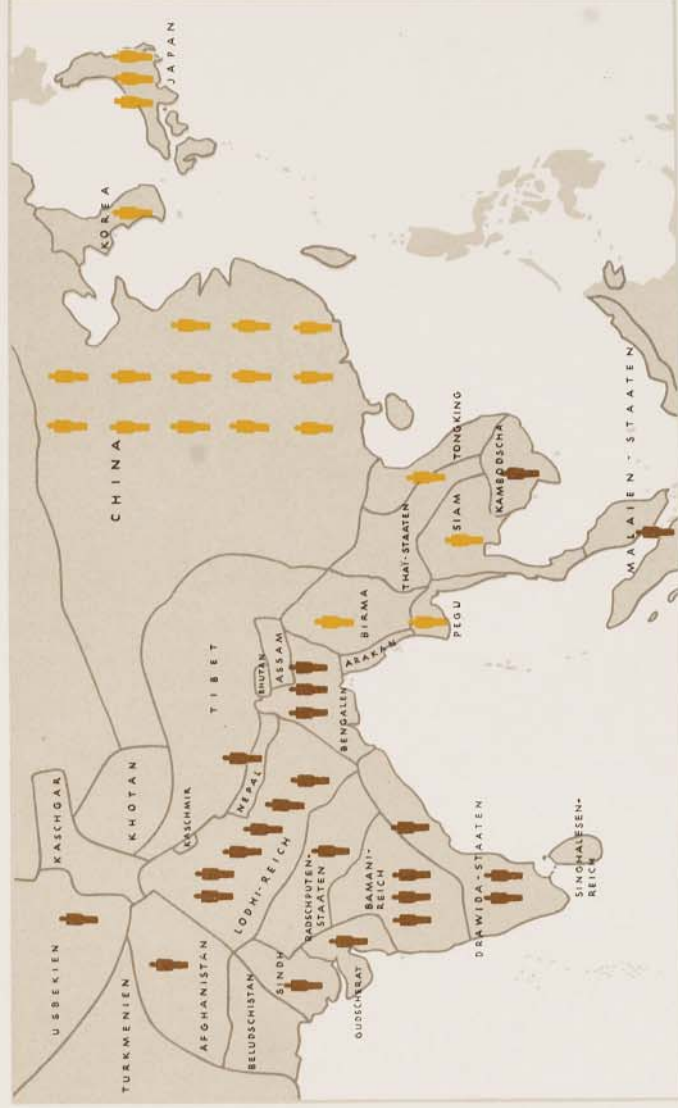 USBEKIEN
KASCHGAR
KOREA
CHINA
TURKMENIEN
KHOTAN
JAPAN
KASCHMIR
AFGHANISTAN
TIBET
NEPAL
BELUDSCHISTAN
LODHI-REICH
BHUTAN
ASSAM
SINDH
RADSCHPUTEN-
STAATEN
BENGALEN
GUDSCHERAT
BAMANI-
REICH
ARAKAN
BIRMA
THAÏ-STAATEN
TONGKING
SIAM
PEGU
KAMBODSCHA
DRAWIDA-STAATEN
SINGHALESEN-
REICH
MALAIEN-STAATEN